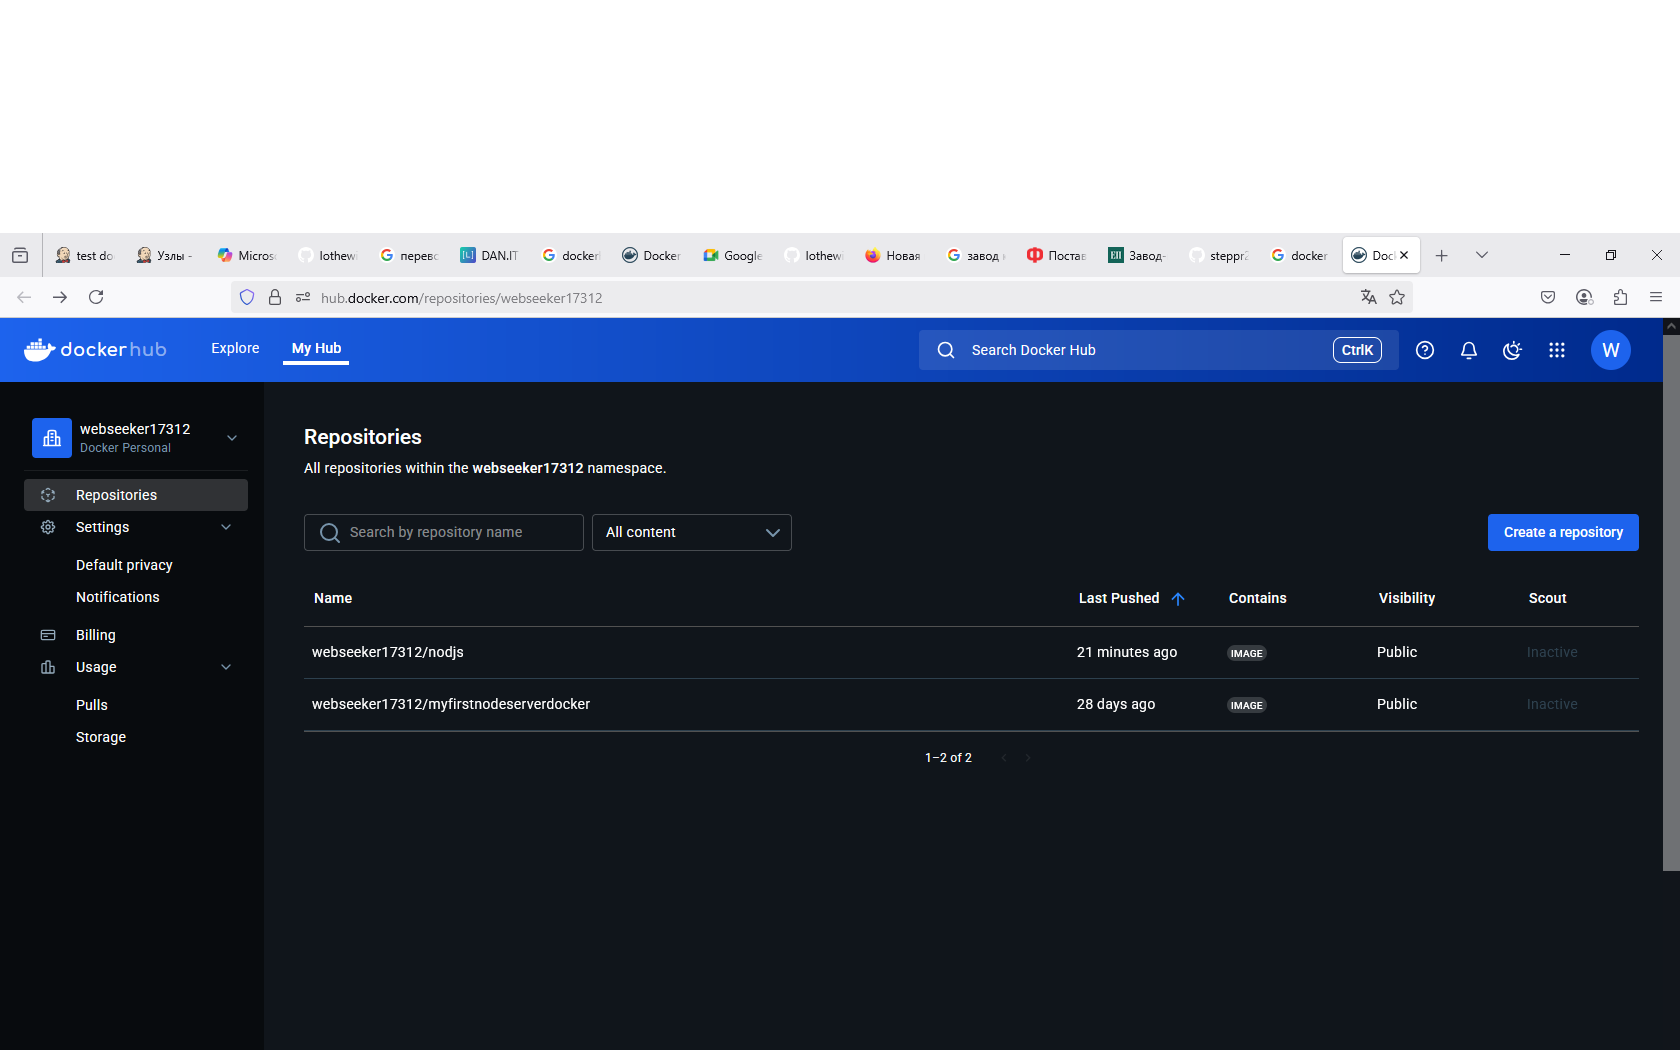 test do
Узлы -
Micros
lothewi
перевс
DAN.IT
docker
Docker
Google
lothewi
Новая
завод
Постав
Завод-
steppr2
docker
Doc
hub.docker.com/repositories/webseeker17312
docker hub
Explore
My Hub
Search Docker Hub
CtrlK
W
webseeker17312
Docker Personal
Repositories
Settings
Default privacy
Notifications
Billing
Usage
Pulls
Storage
Repositories
All repositories within the webseeker17312 namespace.
Search by repository name
All content
Create a repository
Name Last Pushed Contains Visibility Scout
webseeker17312/nodjs 21 minutes ago IMAGE Public Inactive
webseeker17312/myfirstnodeserverdocker 28 days ago IMAGE Public Inactive
1–2 of 2